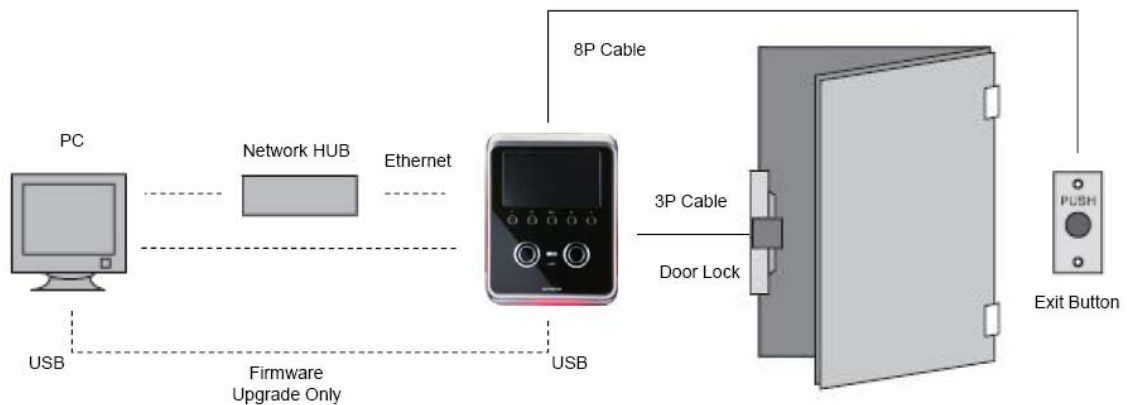 8P Cable
PC
Network HUB
Ethernet
3P Cable
PUSH
Door Lock
Exit Button
USB
USB
Firmware
Upgrade Only